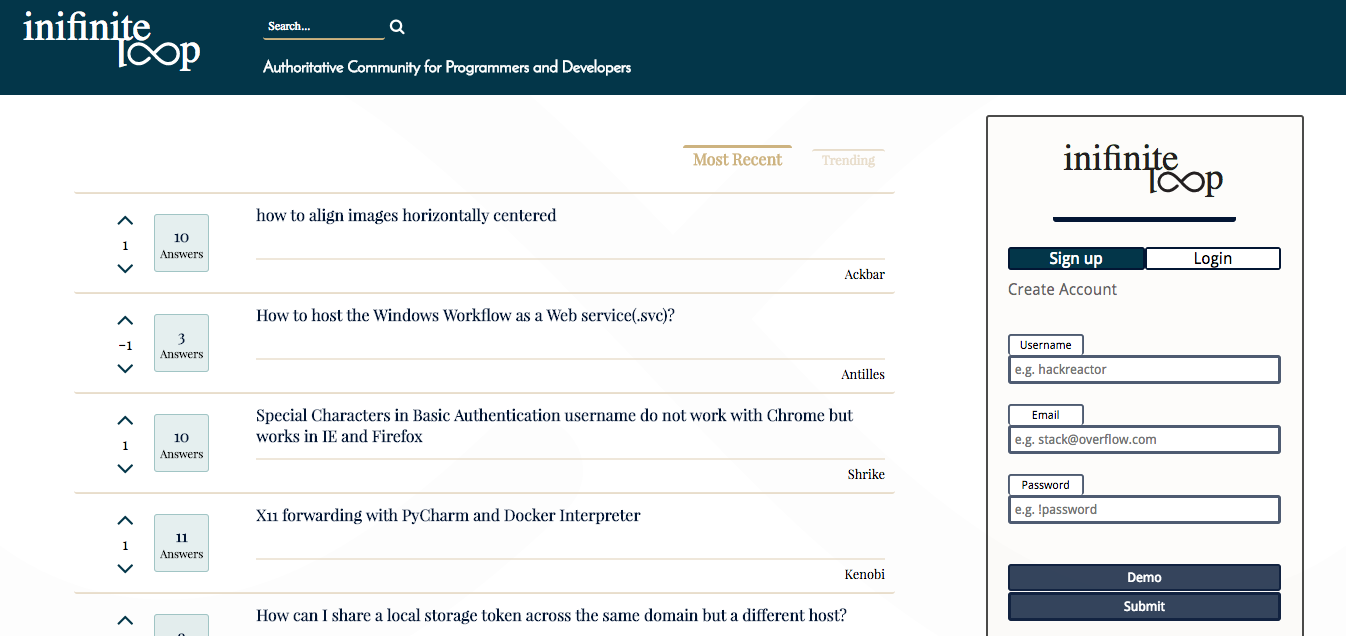 inifinite
loop
Search...
Authoritative Community for Programmers and Developers
Most Recent
Trending
1
10
Answers
how to align images horizontally centered
Ackbar
-1
3
Answers
How to host the Windows Workflow as a Web service(.svc)?
Antilles
1
10
Answers
Special Characters in Basic Authentication username do not work with Chrome but
works in IE and Firefox
Shrike
1
11
Answers
X11 forwarding with PyCharm and Docker Interpreter
Kenobi
How can I share a local storage token across the same domain but a different host?
inifinite
loop
Sign up
Login
Create Account
Username
e.g. hackreactor
Email
e.g. stack@overflow.com
Password
e.g. !password
Demo
Submit